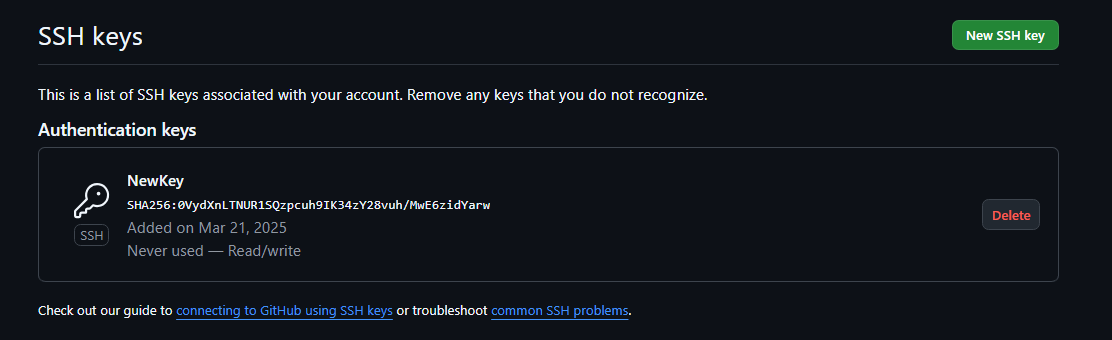 SSH keys
New SSH key
This is a list of SSH keys associated with your account. Remove any keys that you do not recognize.
Authentication keys
NewKey
SHA256:0VydXnLTNUR1SQzpcuh9IK34zY28vuh/MwE6zidYarw
SSH
Added on Mar 21, 2025
Never used — Read/write
Delete
Check out our guide to connecting to GitHub using SSH keys or troubleshoot common SSH problems.